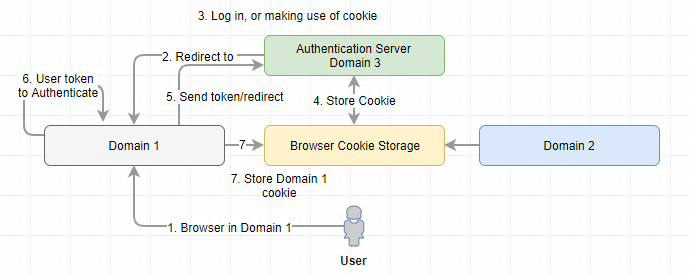 3. Log in, or making use of cookie
Authentication Server
Domain 3
2. Redirect to
6. User token
to Authenticate
5. Send token/redirect
4. Store Cookie
Domain 1
7
Browser Cookie Storage
Domain 2
7. Store Domain 1
cookie
1. Browser in Domain 1
User